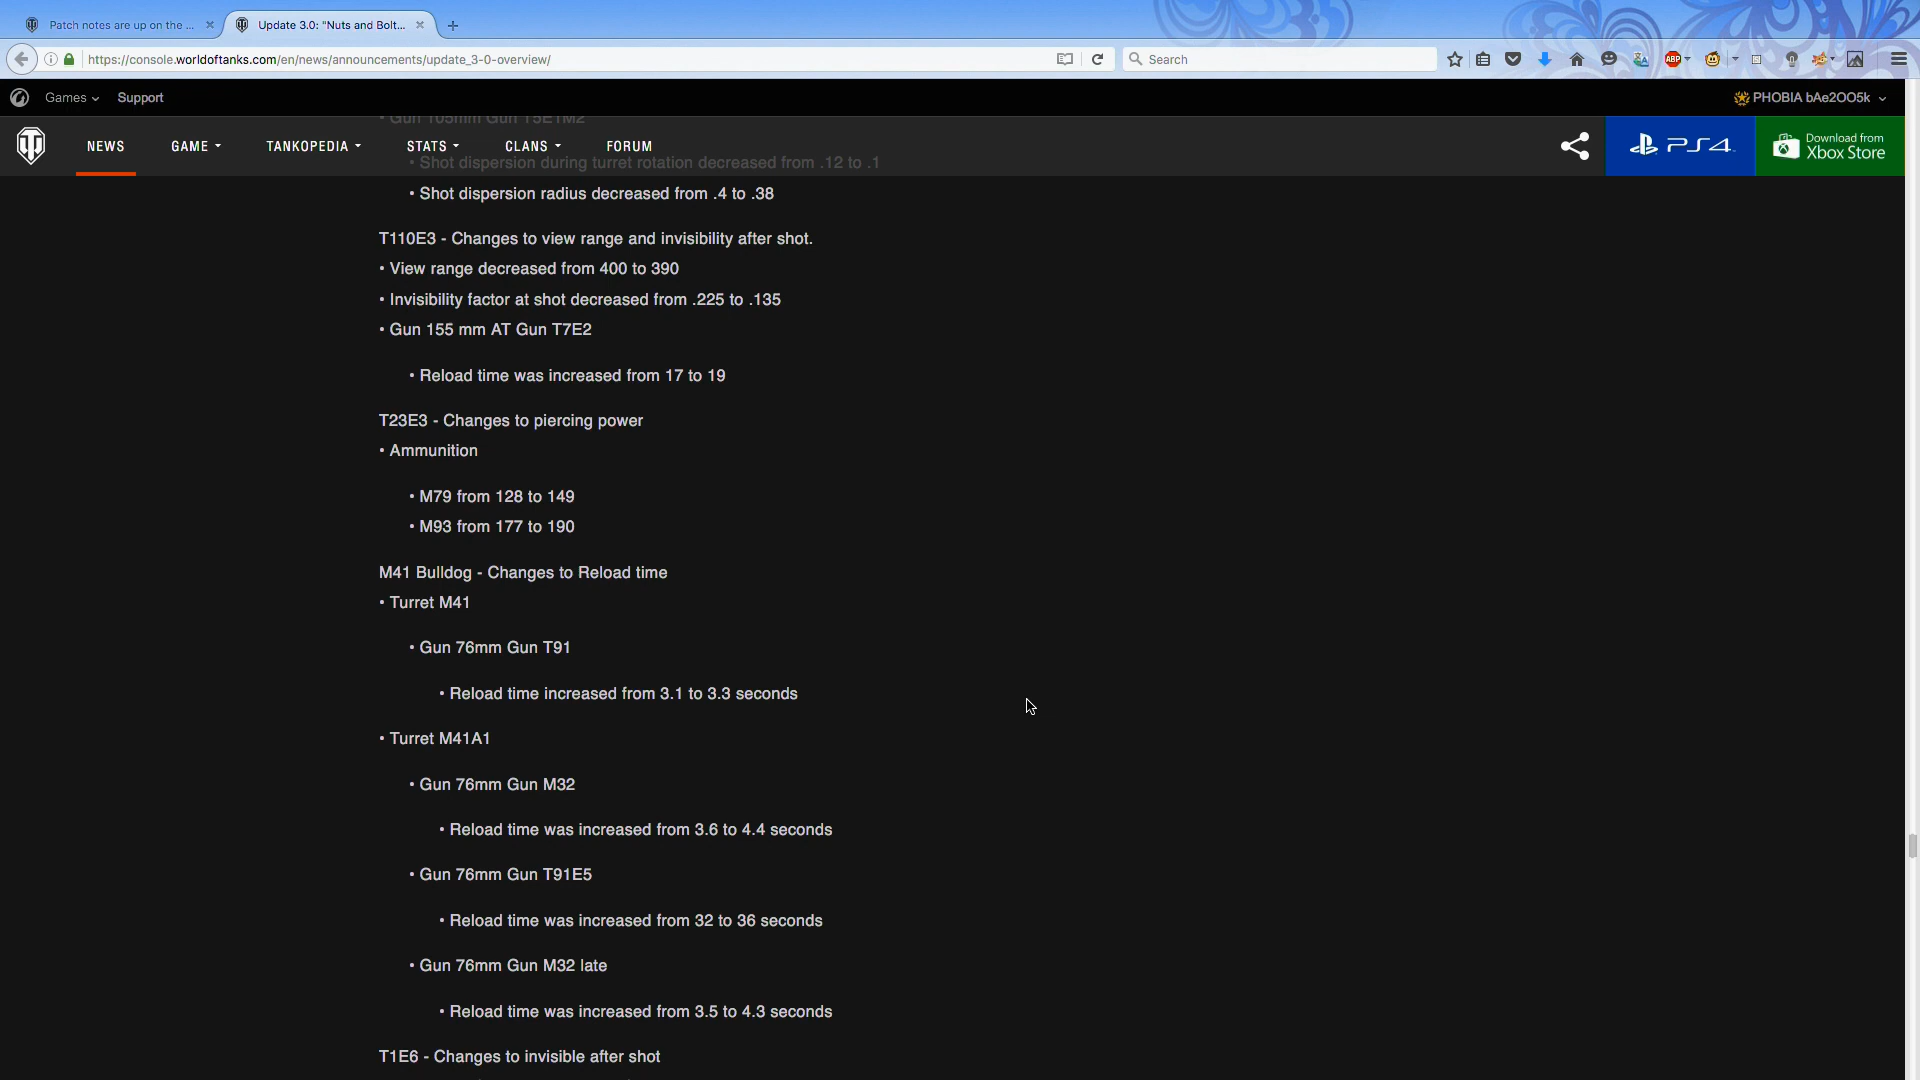 Patch notes are up on the ...
Update 3.0: "Nuts and Bolt...
https://console.worldoftanks.com/en/news/announcements/update_3-0-overview/
Search
ABP
Games
Support
PHOBIA bAe2OO5k
• Gun 105mm Gun T5E1M2
NEWS
GAME
TANKOPEDIA
STATS
CLANS
FORUM
PS4
Download from
Xbox Store
• Shot dispersion during turret rotation decreased from .12 to .1
• Shot dispersion radius decreased from .4 to .38
T110E3 - Changes to view range and invisibility after shot.
• View range decreased from 400 to 390
• Invisibility factor at shot decreased from .225 to .135
• Gun 155 mm AT Gun T7E2
• Reload time was increased from 17 to 19
T23E3 - Changes to piercing power
• Ammunition
• M79 from 128 to 149
• M93 from 177 to 190
M41 Bulldog - Changes to Reload time
• Turret M41
• Gun 76mm Gun T91
• Reload time increased from 3.1 to 3.3 seconds
• Turret M41A1
• Gun 76mm Gun M32
• Reload time was increased from 3.6 to 4.4 seconds
• Gun 76mm Gun T91E5
• Reload time was increased from 32 to 36 seconds
• Gun 76mm Gun M32 late
• Reload time was increased from 3.5 to 4.3 seconds
T1E6 - Changes to invisible after shot